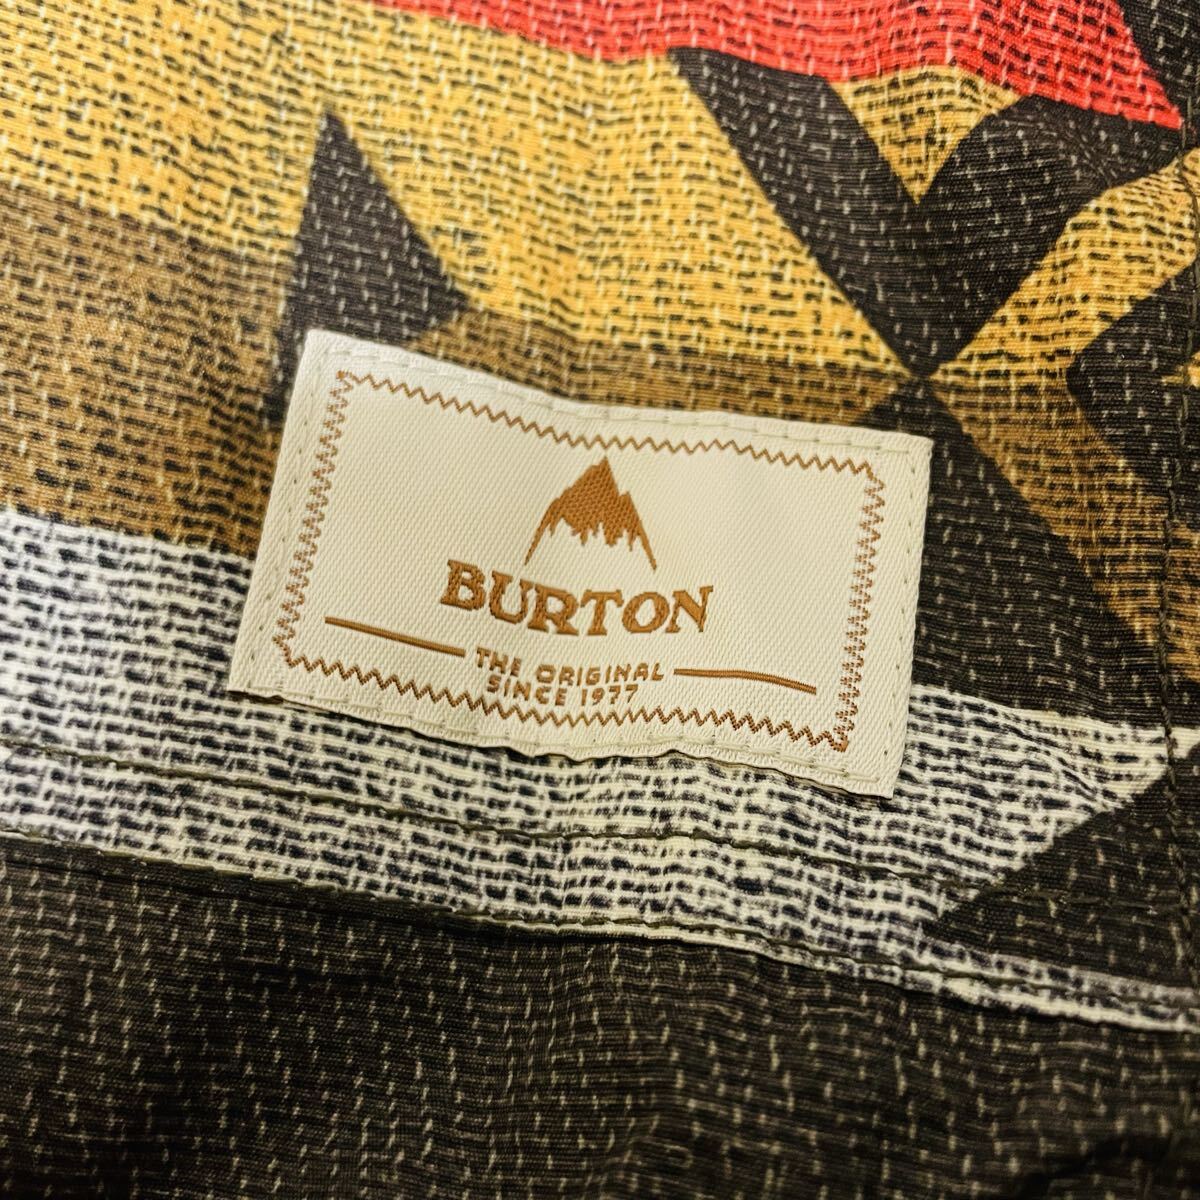 BURTON
THE ORIGINAL
SINCE 1977